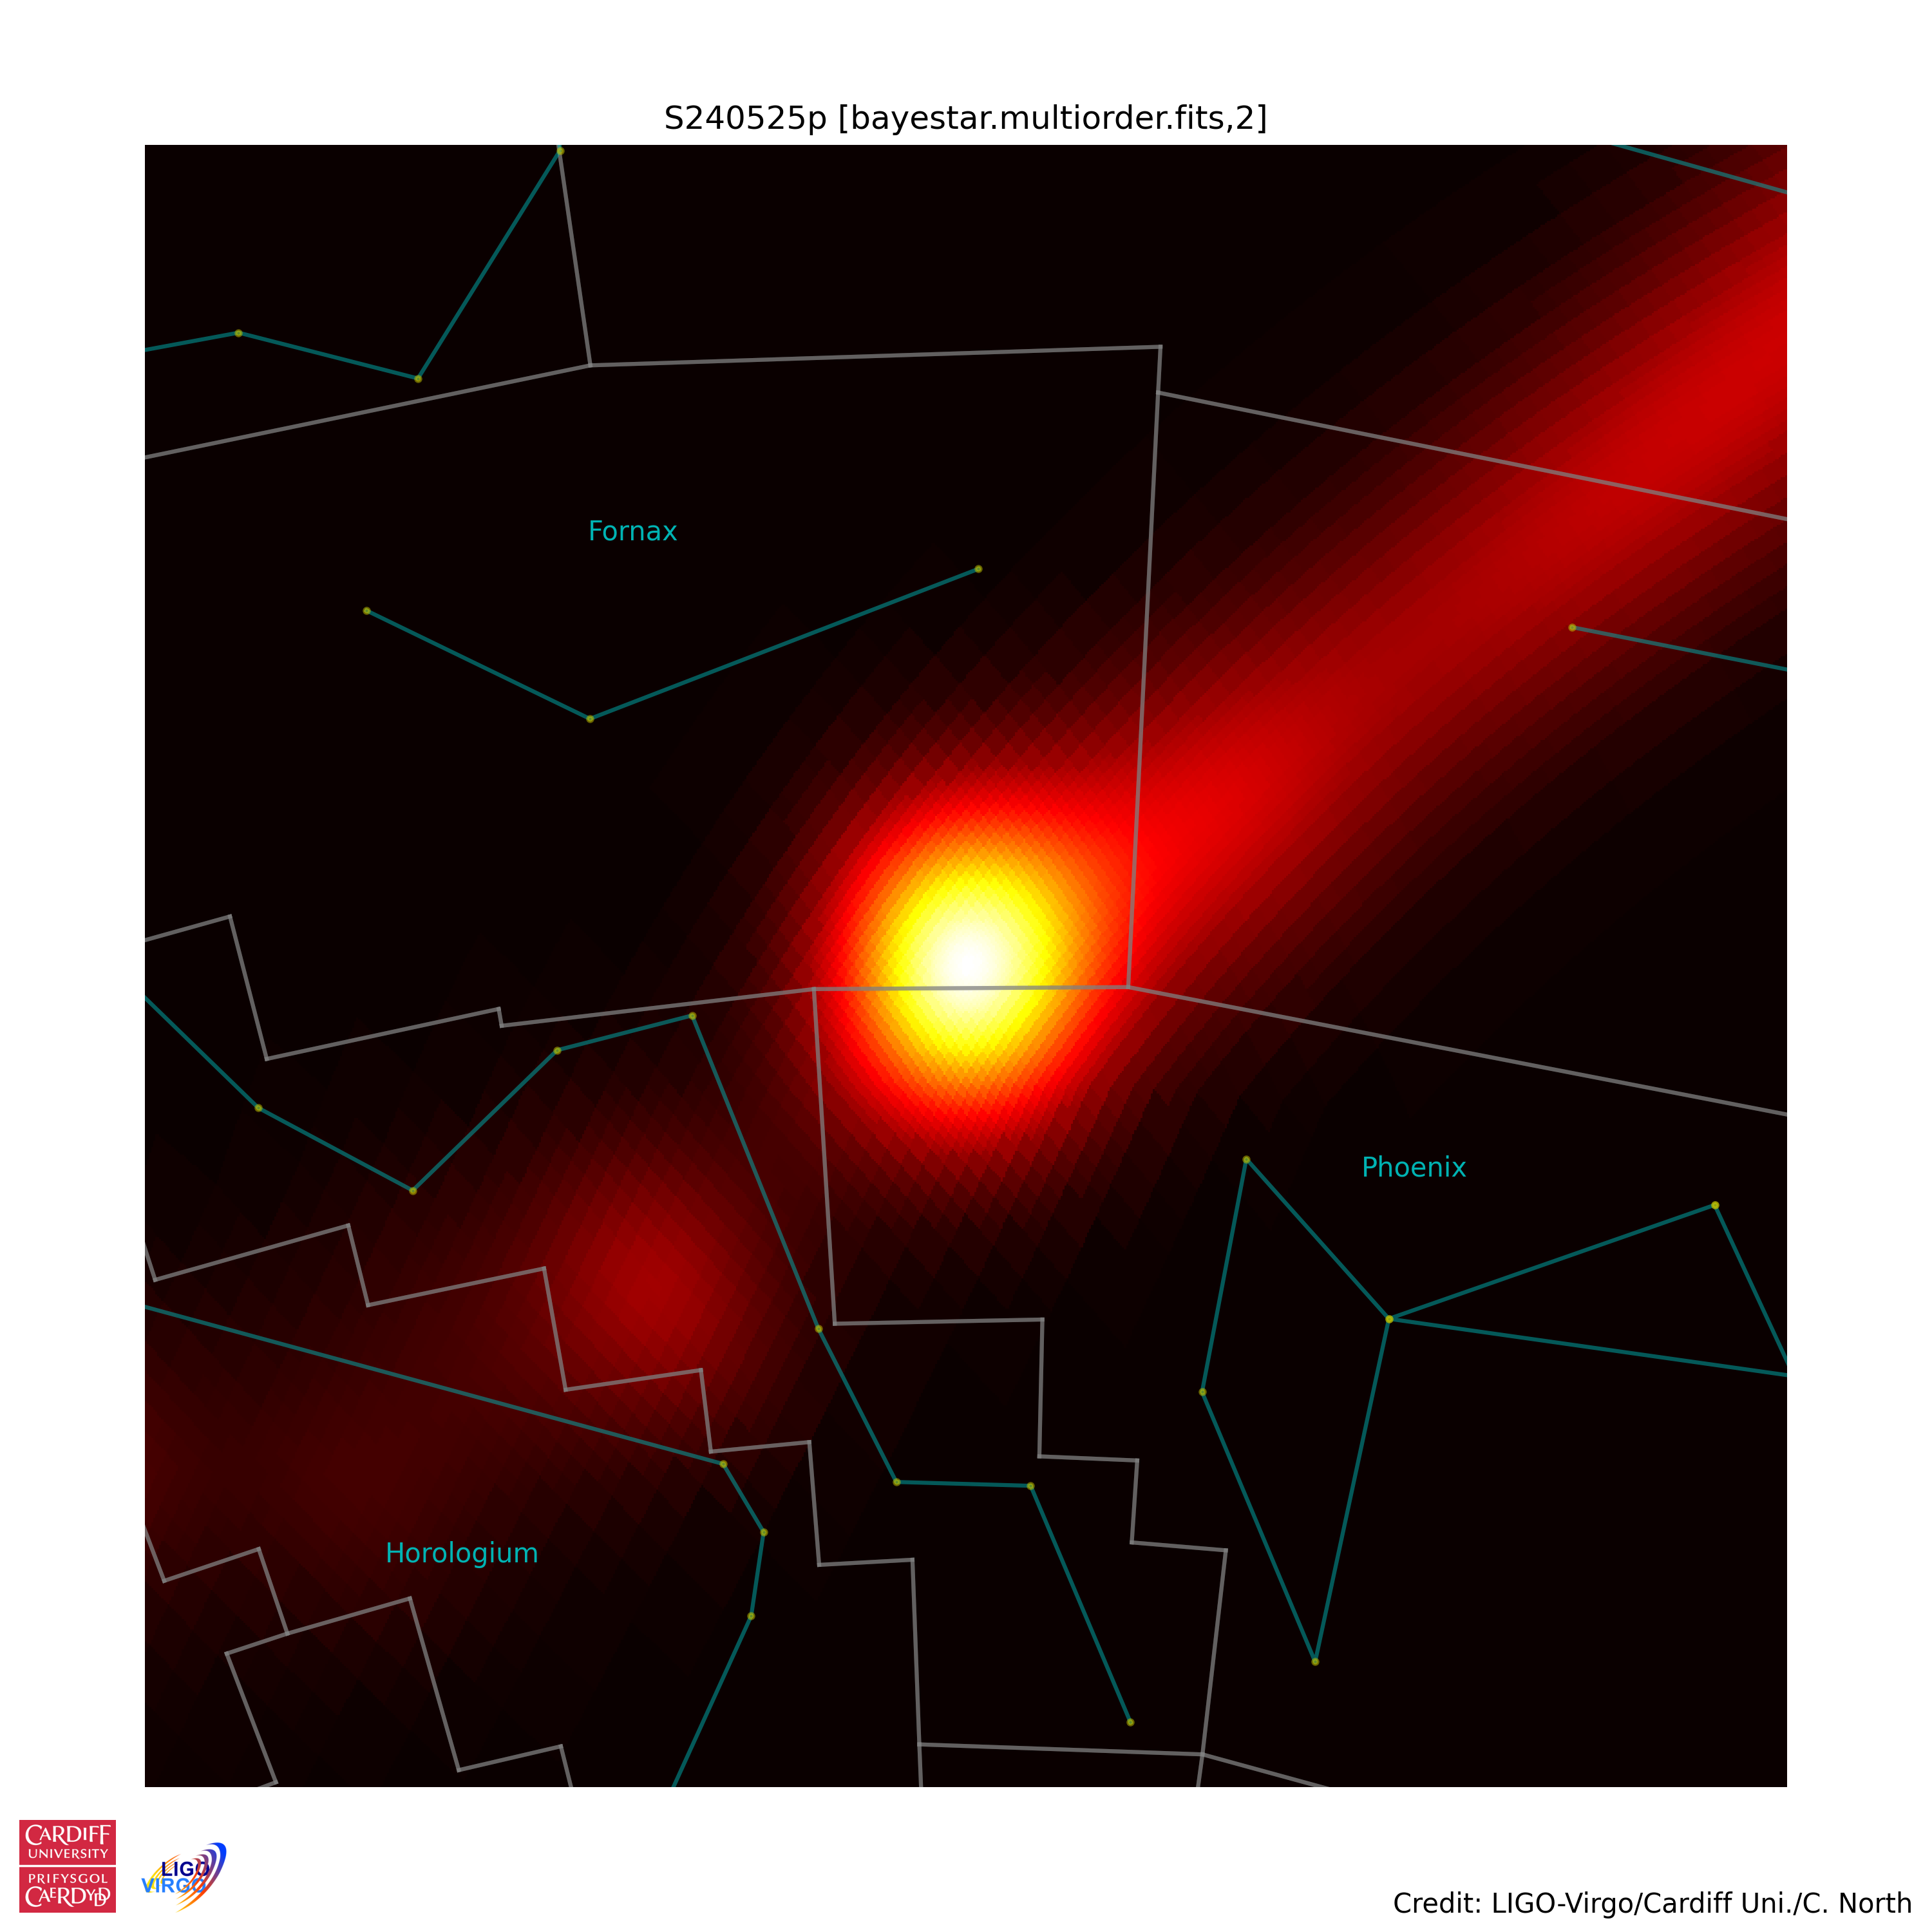 S240525p [bayestar.multiorder.fits,2]
Fornax
Phoenix
Horologium
CARDIFF
UNIVERSITY
PRIFYSGOL
CAERDYDD
LIGO
VIRGO
Credit: LIGO-Virgo/Cardiff Uni./C. North